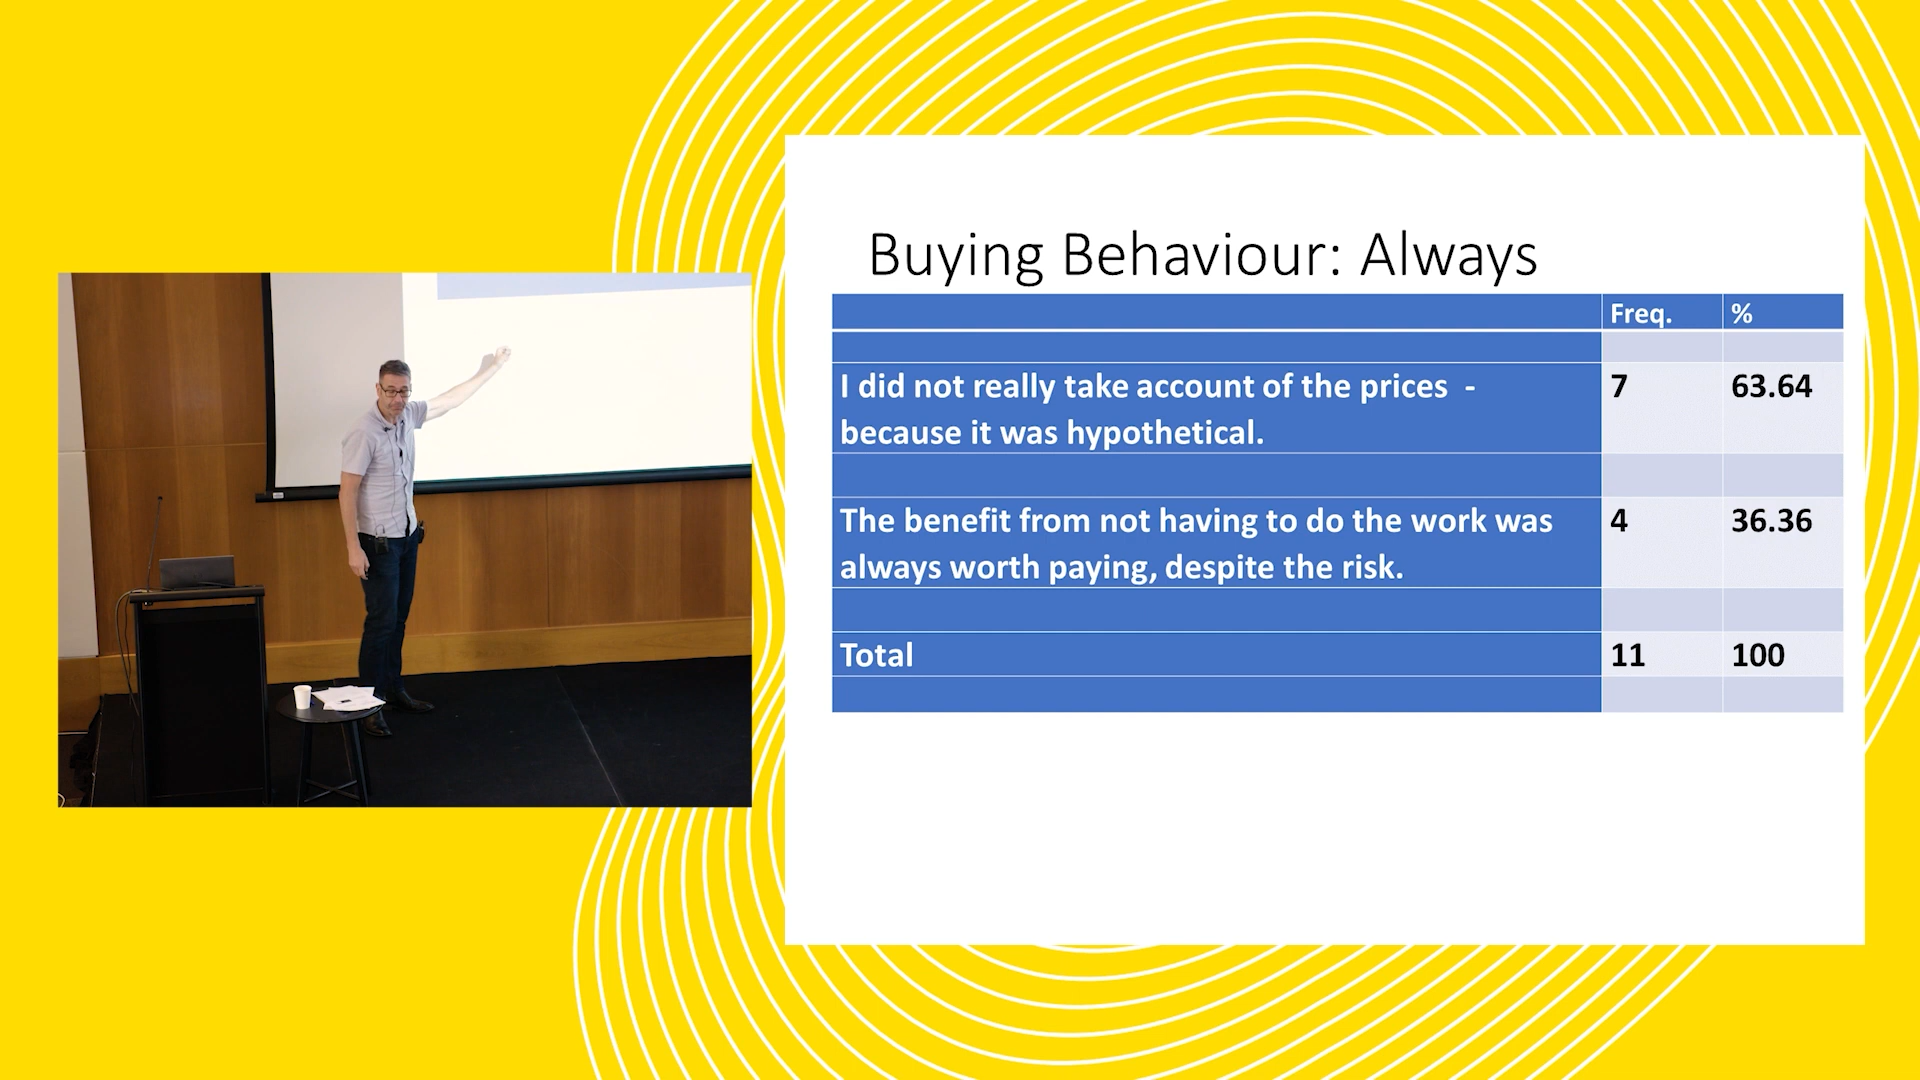 Buying Behaviour: Always
Freq. %
I did not really take account of the prices - 7 63.64
because it was hypothetical.
The benefit from not having to do the work was 4 36.36
always worth paying, despite the risk.
Total 11 100